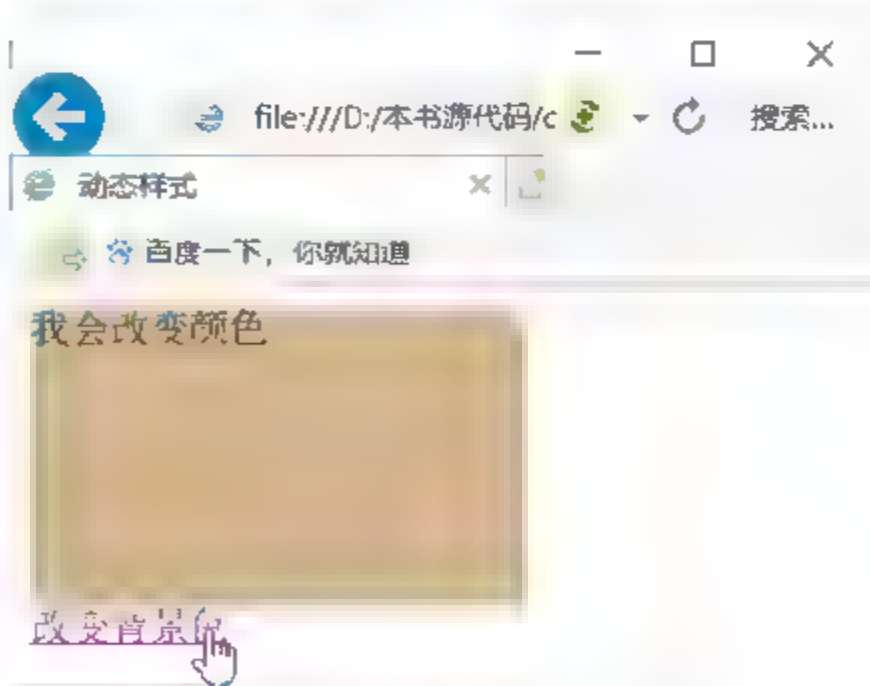 file:///D:/本书源代码/c
搜索...
动态样式
百度一下，你就知道
我会改变颜色
改变背景色